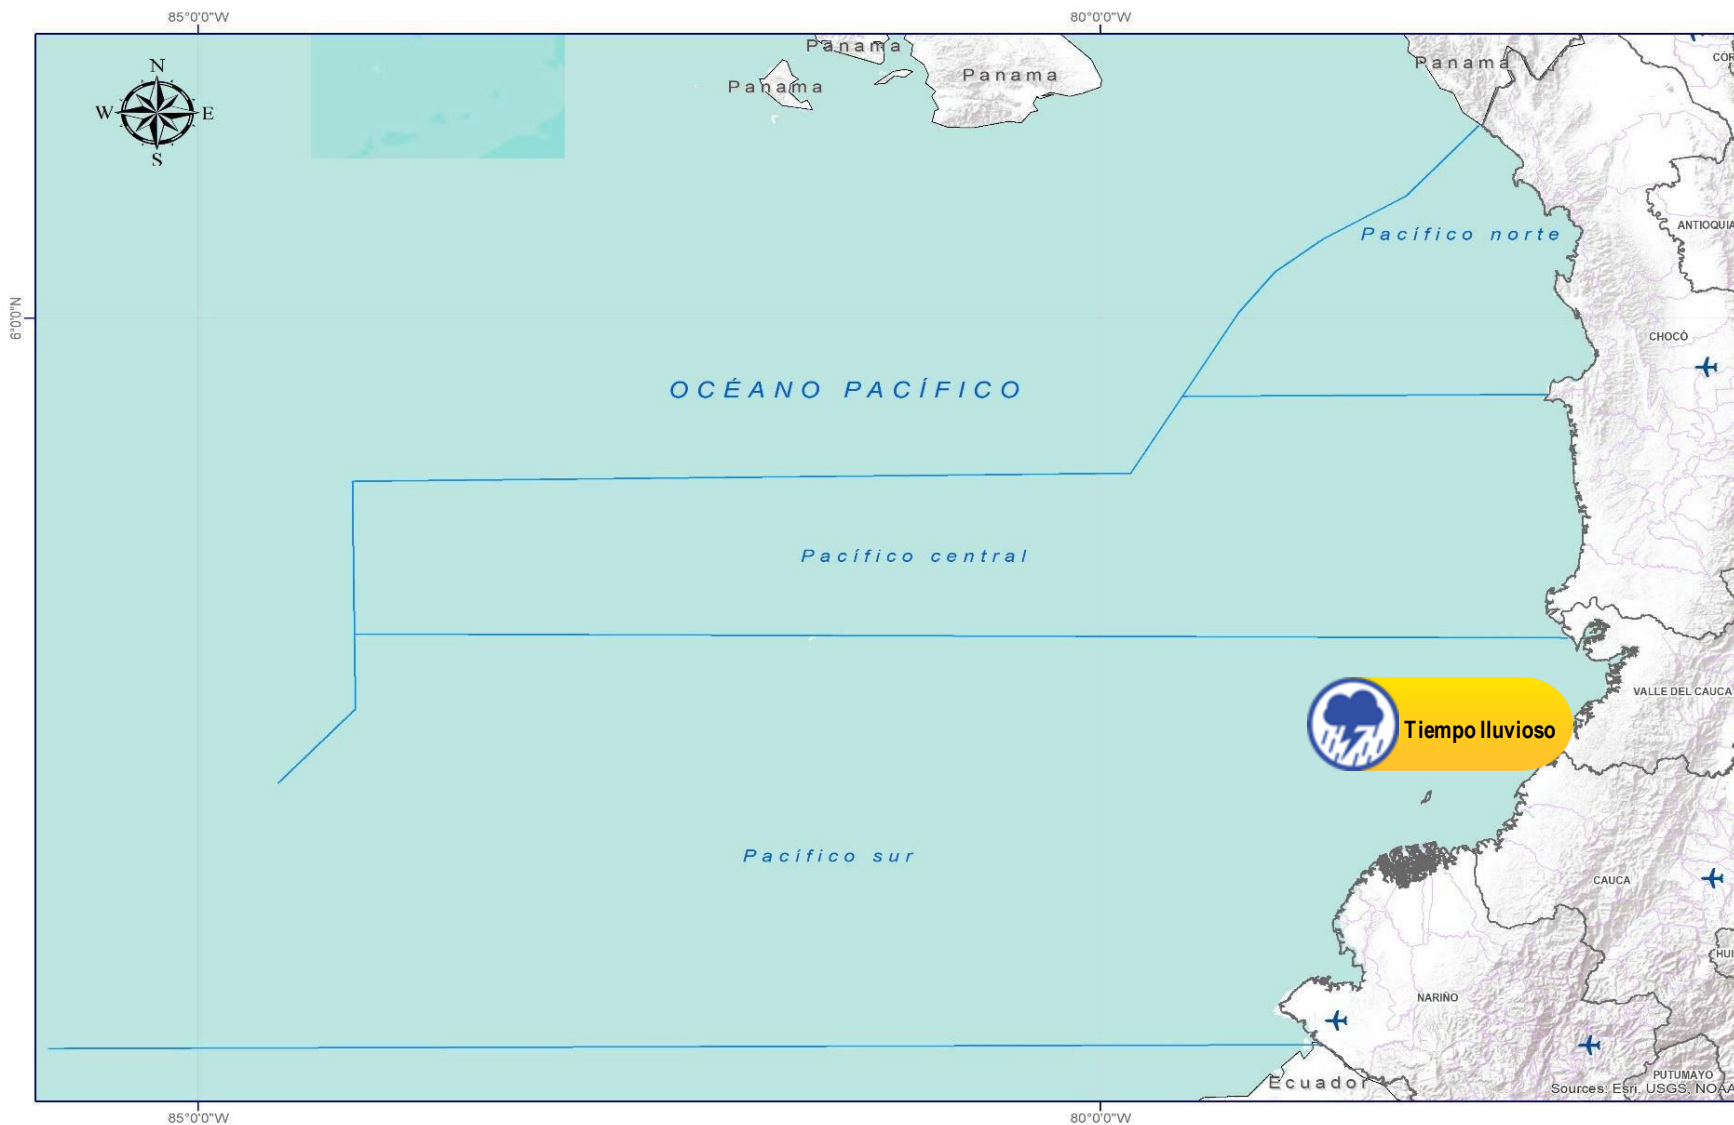 85°0'0"W
80°0'0"W
Panama
Panama
Panama
Panama
CÓR
N
W
E
S
ANTIOQUIA
Pacífico norte
6°0'0"N
CHOCÓ
OCÉANO PACÍFICO
Pacífico central
VALLE DEL CAUCA
Tiempo lluvioso
Pacífico sur
CAUCA
HUI
NARIÑO
PUTUMAYO
Ecuador
Sources: Esri, USGS, NOAA
85°0'0"W
80°0'0"W